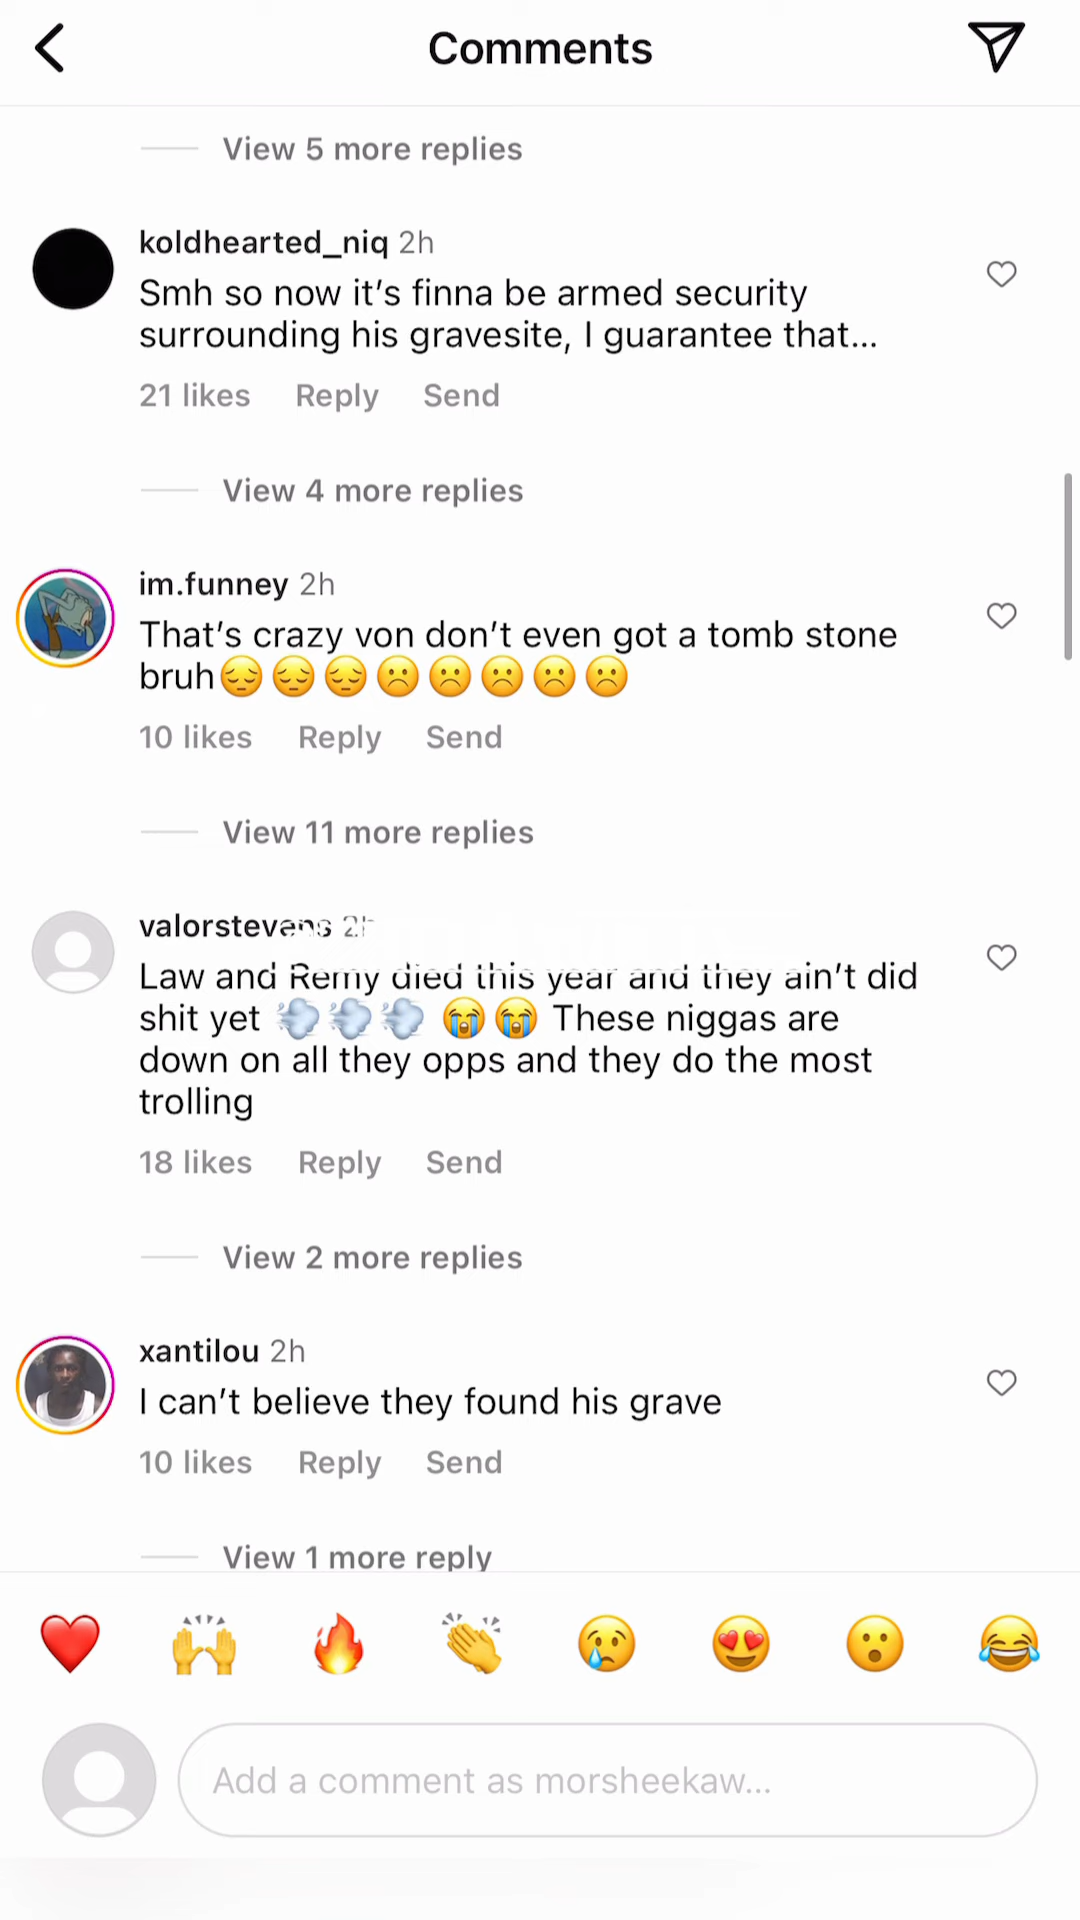 Comments
View 5 more replies
koldhearted_niq 2h
Smh so now it's finna be armed security
surrounding his gravesite, I guarantee that...
21 likes Reply Send
View 4 more replies
im.funney 2h
That's crazy von don't even got a tomb stone
bruh😔😔😔☹️☹️☹️☹️☹️
10 likes Reply Send
View 11 more replies
valorstevens 2h
Law and Remy died this year and they ain't did
shit yet 💨💨💨 😭😭 These niggas are
down on all they opps and they do the most
trolling
18 likes Reply Send
View 2 more replies
xantilou 2h
I can't believe they found his grave
10 likes Reply Send
View 1 more reply
Add a comment as morsheekaw...